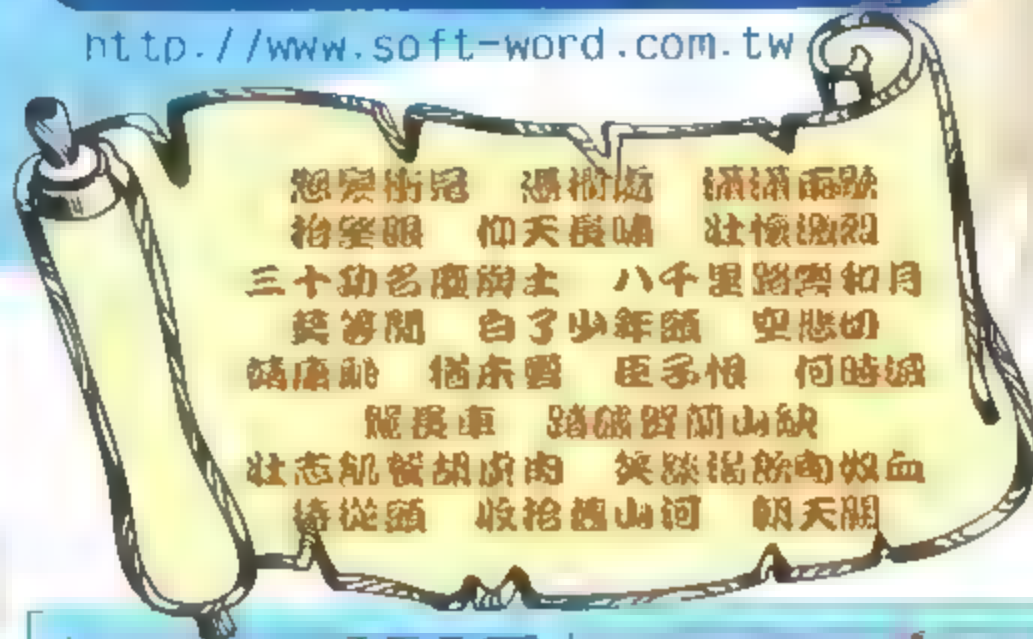 http://www.soft-word.com.tw
怒髮衝冠 憑欄處 瀟瀟雨歇
抬望眼 仰天長嘯 壯懷激烈
三十功名塵與土 八千里路雲和月
莫等閒 白了少年頭 空悲切
靖康恥 猶未雪 臣子恨 何時滅
駕長車 踏破賀蘭山缺
壯志飢餐胡虜肉 笑談渴飲匈奴血
待從頭 收拾舊山河 朝天闕